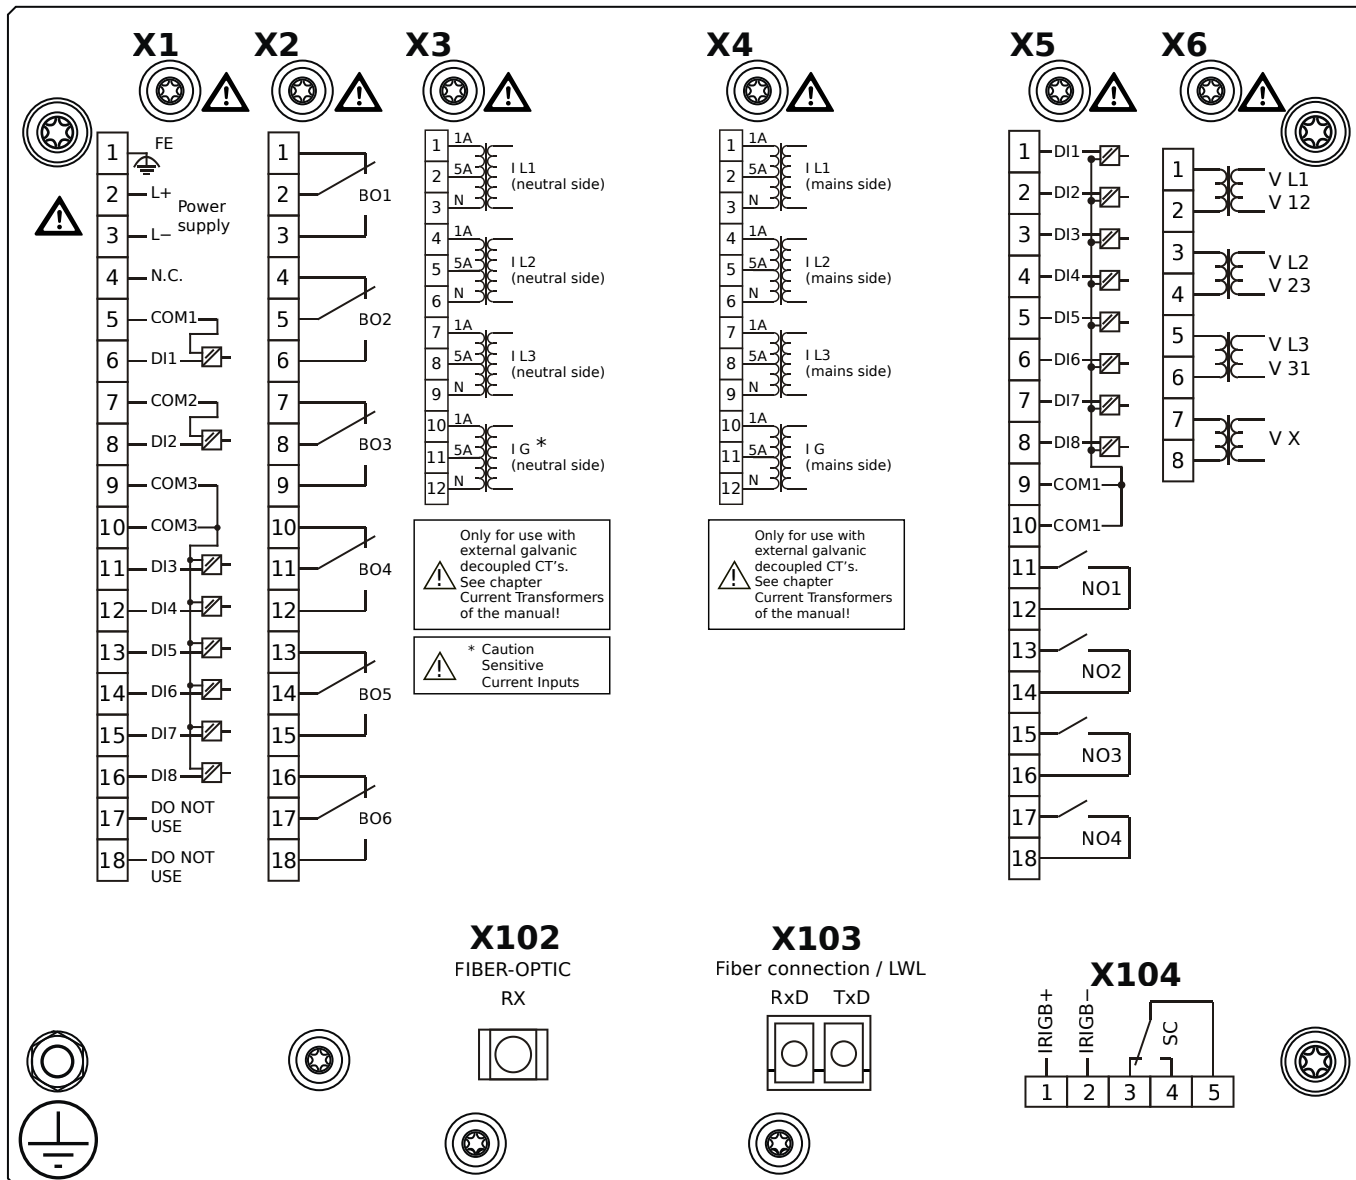 X1
1
FE
2
L+
Power
supply
3
L−
4
N.C.
5
COM1
6
DI1
7
COM2
8
DI2
9
COM3
10
COM3
11
DI3
12
DI4
13
DI5
14
DI6
15
DI7
16
DI8
17
DO NOT
USE
18
DO NOT
USE
X2
1
2
BO1
3
4
5
BO2
6
7
8
BO3
9
10
11
BO4
12
13
14
BO5
15
16
17
BO6
18
X3
1
1A
2
5A
3
N
I L1
(neutral side)
4
1A
5
5A
6
N
I L2
(neutral side)
7
1A
8
5A
9
N
I L3
(neutral side)
10
1A
11
5A
12
N
I G *
(neutral side)
Only for use with
external galvanic
decoupled CT's.
See chapter
Current Transformers
of the manual!
* Caution
Sensitive
Current Inputs
X4
1
1A
2
5A
3
N
I L1
(mains side)
4
1A
5
5A
6
N
I L2
(mains side)
7
1A
8
5A
9
N
I L3
(mains side)
10
1A
11
5A
12
N
I G
(mains side)
Only for use with
external galvanic
decoupled CT's.
See chapter
Current Transformers
of the manual!
X5
1
DI1
2
DI2
3
DI3
4
DI4
5
DI5
6
DI6
7
DI7
8
DI8
9
COM1
10
COM1
11
NO1
12
13
NO2
14
15
NO3
16
17
NO4
18
X6
1
2
V L1
V 12
3
4
V L2
V 23
5
6
V L3
V 31
7
8
V X
X102
FIBER-OPTIC
RX
X103
Fiber connection / LWL
RxD TxD
X104
IRIGB+
IRIGB−
SC
1 2 3 4 5